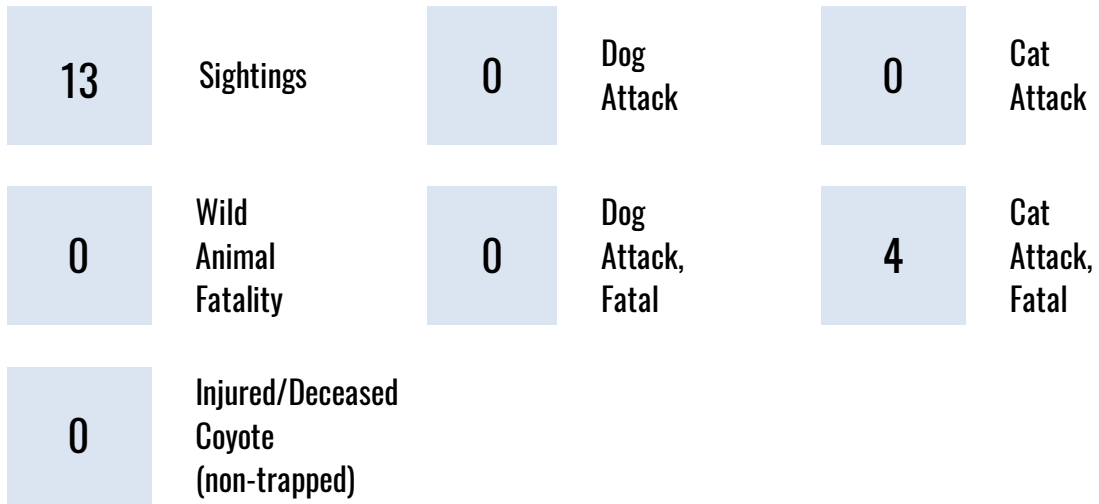 13
Sightings
0
Dog
Attack
0
Cat
Attack
0
Wild
Animal
Fatality
0
Dog
Attack,
Fatal
4
Cat
Attack,
Fatal
0
Injured/Deceased
Coyote
(non-trapped)